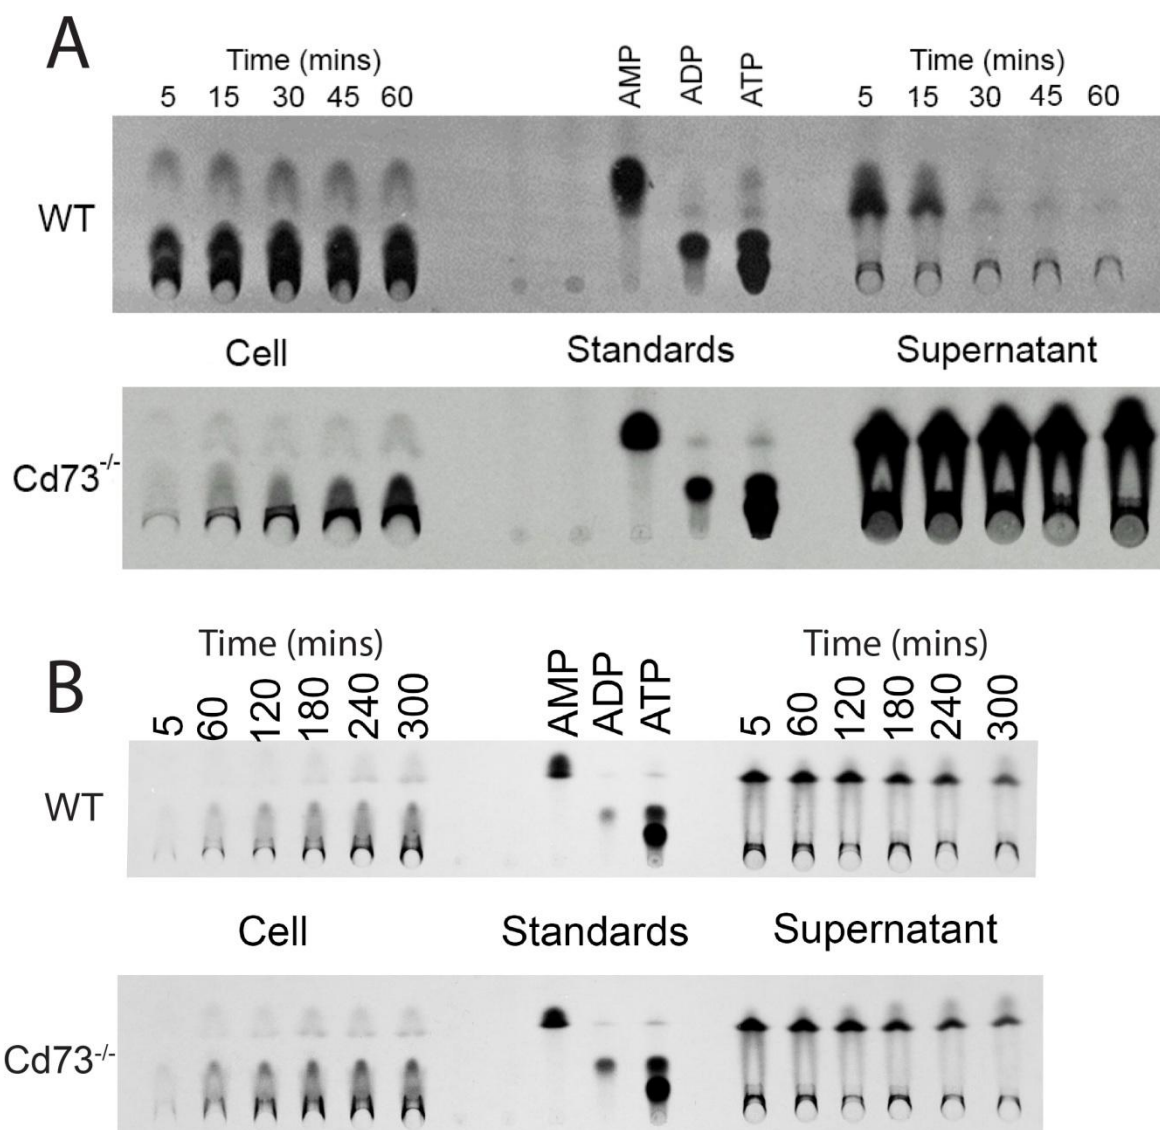 A
Time (mins)
5 15 30 45 60
AMP
ADP
ATP
Time (mins)
5 15 30 45 60
WT
Cell
Standards
Supernatant
Cd73-/-
B
Time (mins)
5 60 120 180 240 300
AMP
ADP
ATP
Time (mins)
5 60 120 180 240 300
WT
Cell
Standards
Supernatant
Cd73-/-